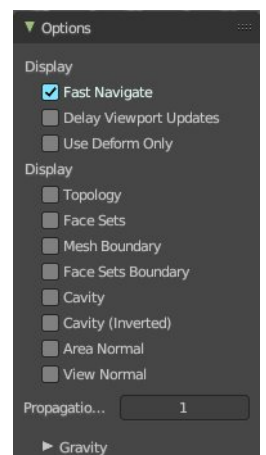 Options
Display
Fast Navigate
Delay Viewport Updates
Use Deform Only
Display
Topology
Face Sets
Mesh Boundary
Face Sets Boundary
Cavity
Cavity (Inverted)
Area Normal
View Normal
Propagatio... 1
Gravity